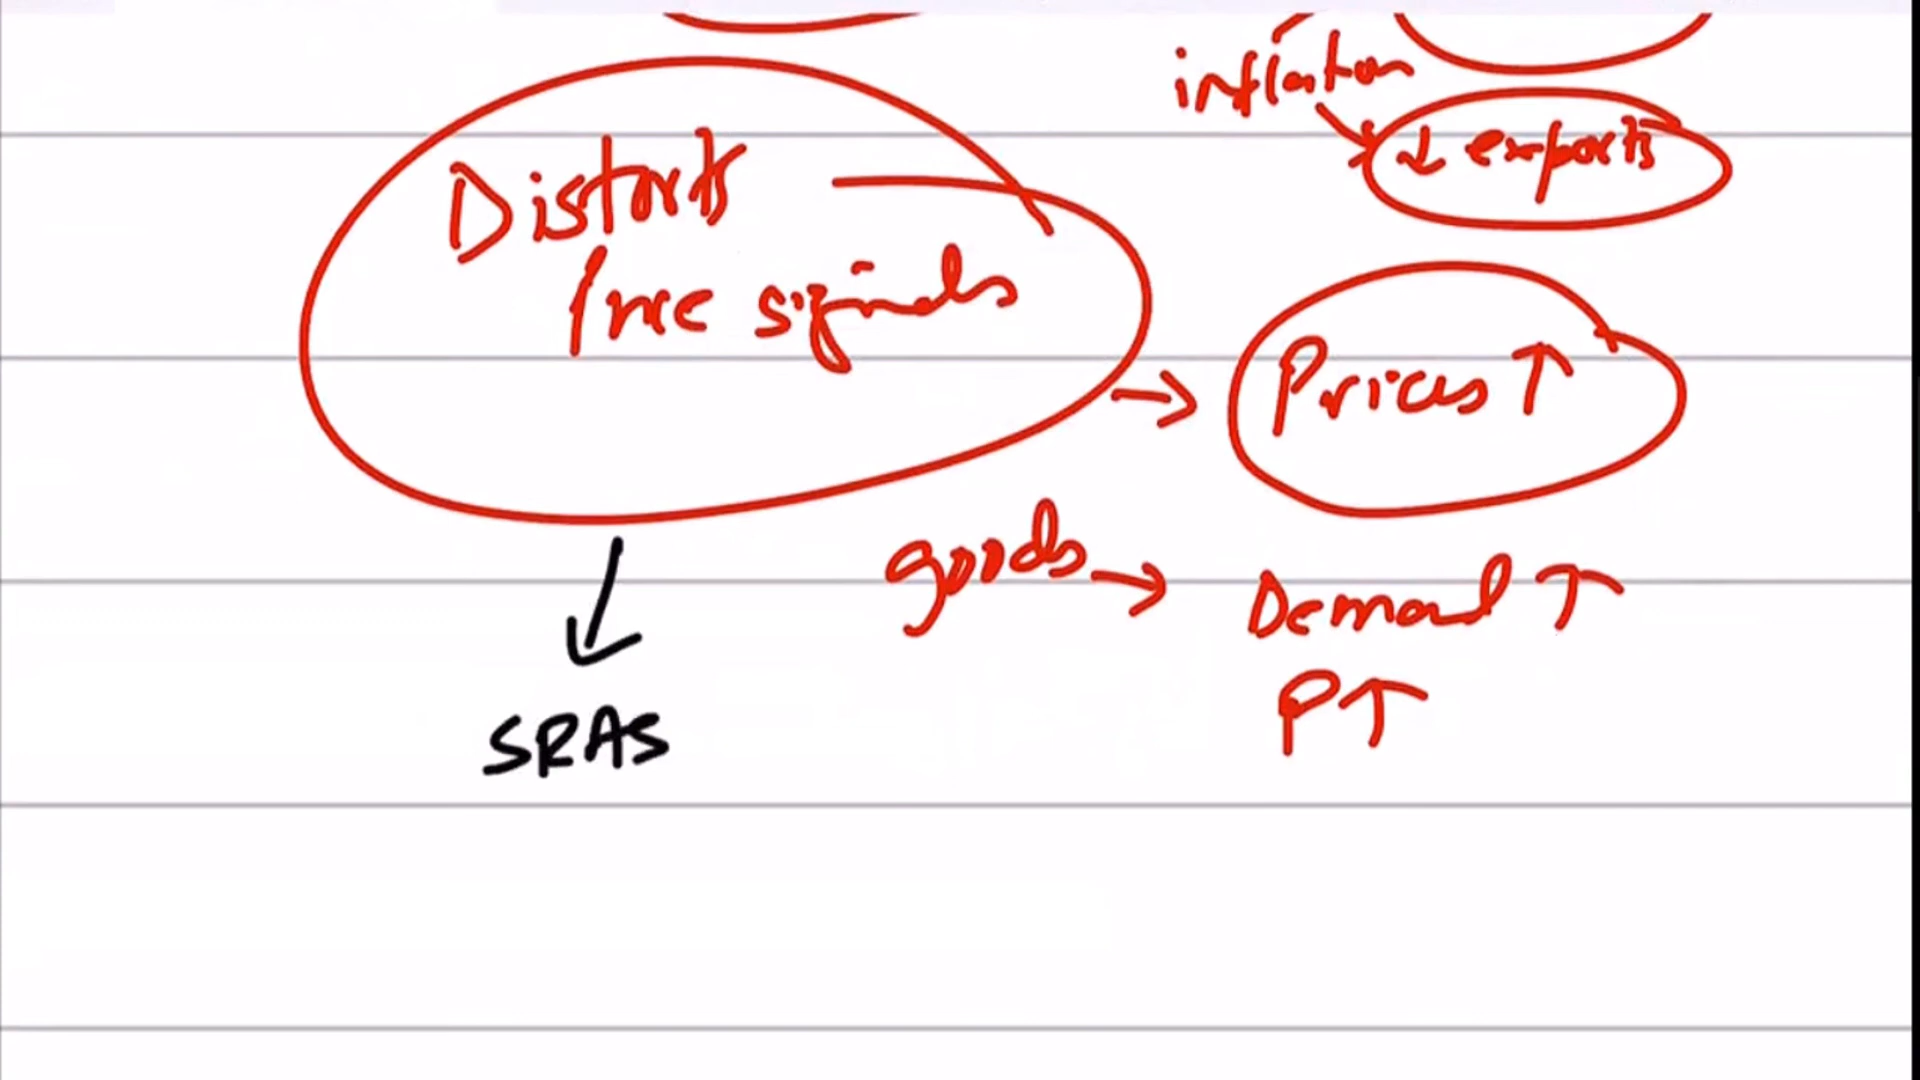 inflation
↓ exports
Distorts
Price signals
→ Prices ↑
goods → Demand ↑
P↑
SRAS